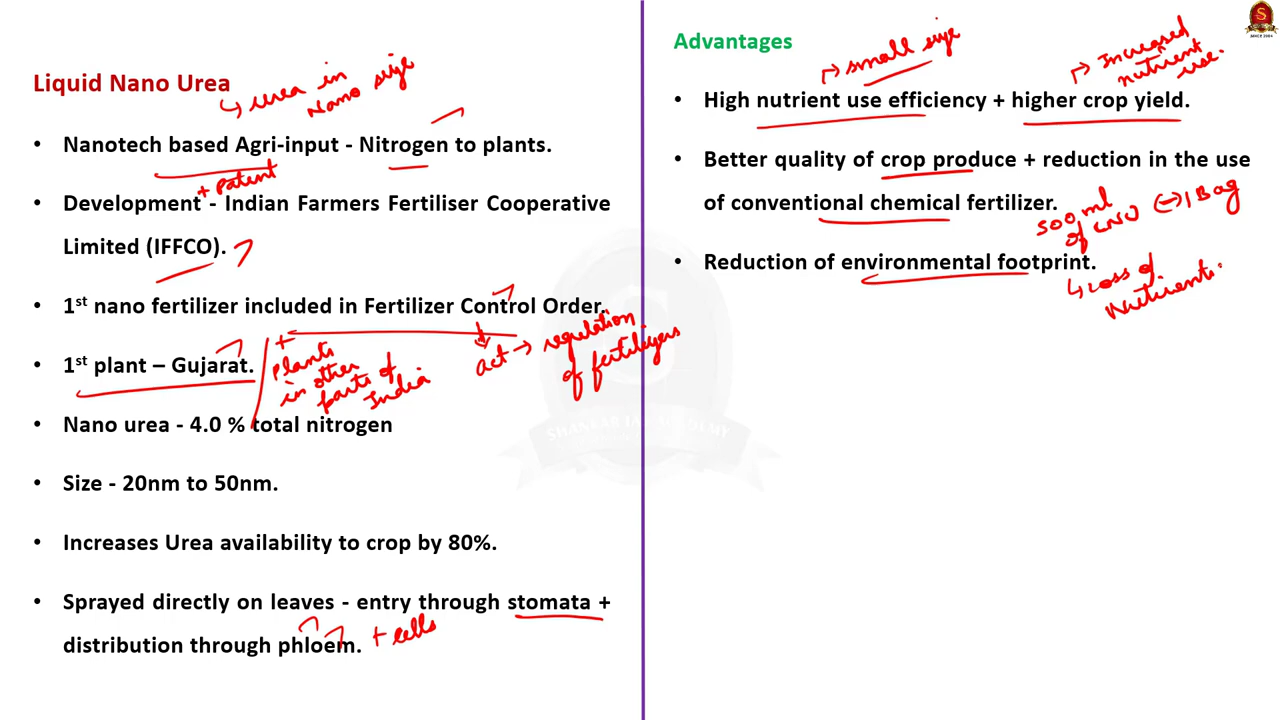 Liquid Nano Urea
↳ urea in
Nano size
• Nanotech based Agri-input - Nitrogen to plants.
+ patent
• Development - Indian Farmers Fertiliser Cooperative
Limited (IFFCO).
• 1st nano fertilizer included in Fertilizer Control Order.
act → regulation
of fertilizers
• 1st plant – Gujarat.
+
plants
in other
parts of
India
• Nano urea - 4.0 % total nitrogen
• Size - 20nm to 50nm.
• Increases Urea availability to crop by 80%.
• Sprayed directly on leaves - entry through stomata +
distribution through phloem.
+ cells
Advantages
↱ small size
↱ Increased
nutrient
use.
• High nutrient use efficiency + higher crop yield.
• Better quality of crop produce + reduction in the use
of conventional chemical fertilizer.
500 ml
of LNU ↔ 1 Bag
• Reduction of environmental footprint.
↳ Loss of
Nutrients.
SHANKAR IAS ACADEMY
S
SINCE 2004